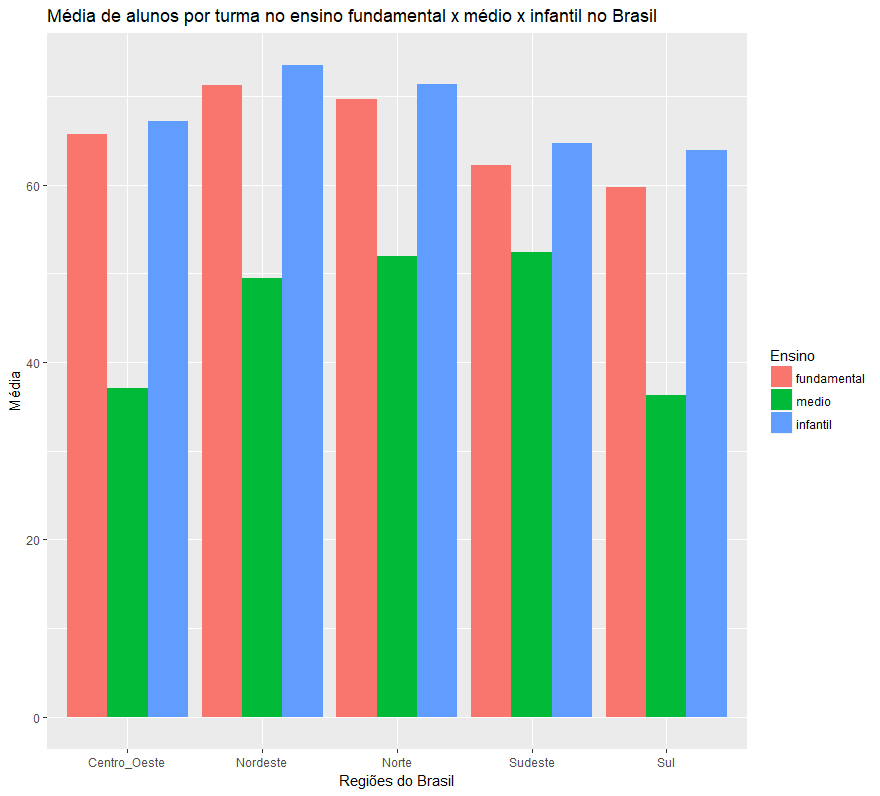 Média de alunos por turma no ensino fundamental x médio x infantil no Brasil
Média
60
40
20
0
Centro_Oeste Nordeste Norte Sudeste Sul
Regiões do Brasil
Ensino
fundamental
medio
infantil